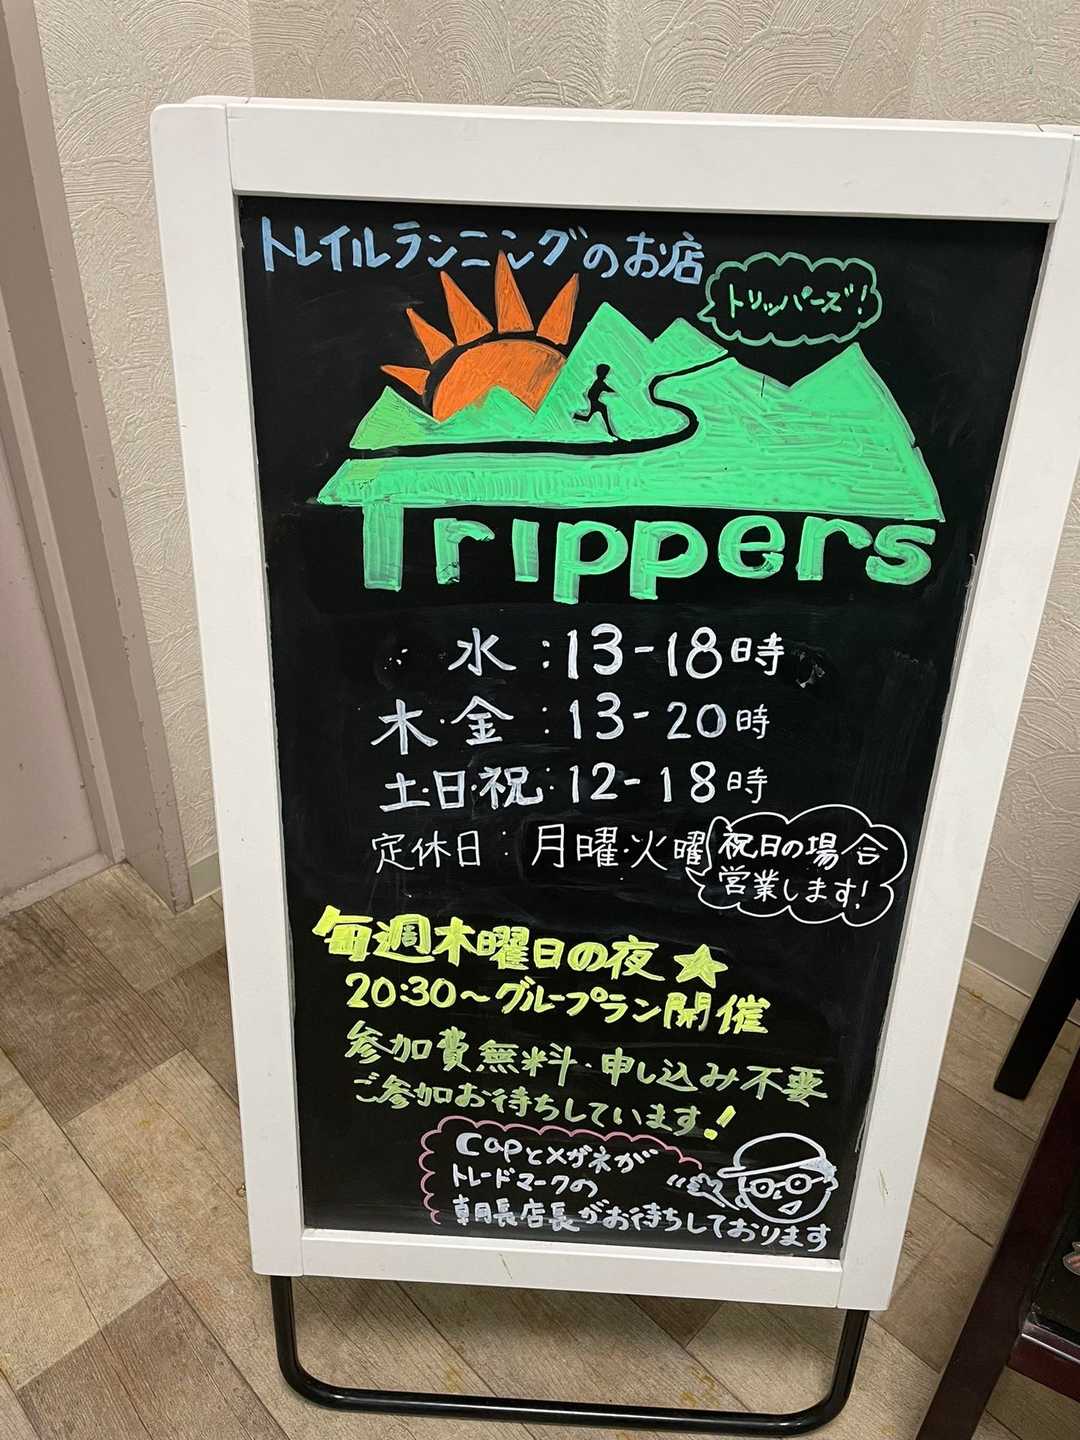 トレイルランニングのお店
トリッパーズ!
Trippers
水:13-18時
木・金:13-20時
土・日・祝:12-18時
定休日:月曜・火曜
祝日の場合
営業します!
毎週木曜日の夜★
20:30〜グループラン開催
参加費無料・申し込み不要
ご参加お待ちしています!
Capとメガネが
トレードマークの
朝長店長がお待ちしております